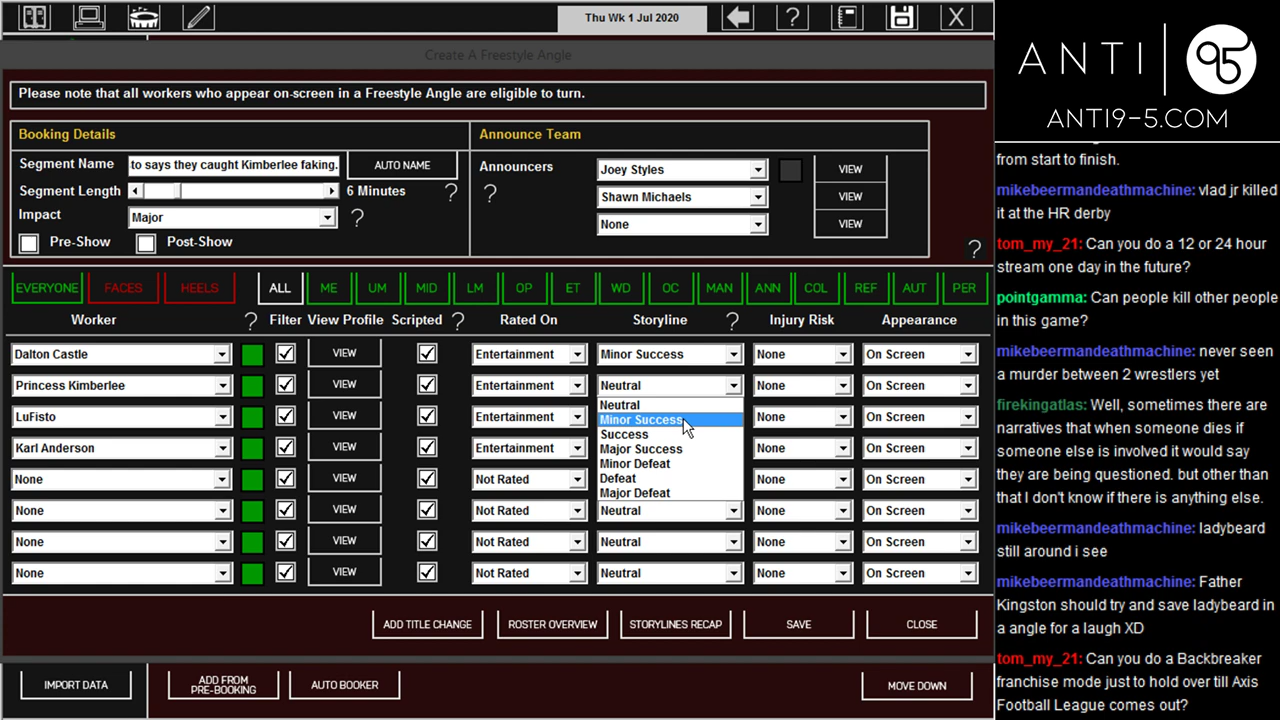 Thu Wk 1 Jul 2020
?
X
Create A Freestyle Angle
Please note that all workers who appear on-screen in a Freestyle Angle are eligible to turn.
Booking Details
Segment Name
to says they caught Kimberlee faking.
AUTO NAME
Segment Length
6 Minutes
?
Impact
Major
?
Pre-Show
Post-Show
Announce Team
Announcers
?
Joey Styles
VIEW
Shawn Michaels
VIEW
None
VIEW
?
EVERYONE FACES HEELS ALL ME UM MID LM OP ET WD OC MAN ANN COL REF AUT PER
Worker ? Filter View Profile Scripted ? Rated On Storyline ? Injury Risk Appearance
Dalton Castle VIEW Entertainment Minor Success None On Screen
Princess Kimberlee VIEW Entertainment Neutral None On Screen
LuFisto VIEW Entertainment None On Screen
Karl Anderson VIEW Entertainment None On Screen
None VIEW Not Rated None On Screen
None VIEW Not Rated Neutral None On Screen
None VIEW Not Rated Neutral None On Screen
None VIEW Not Rated Neutral None On Screen
Neutral
Minor Success
Success
Major Success
Minor Defeat
Defeat
Major Defeat
ADD TITLE CHANGE ROSTER OVERVIEW STORYLINES RECAP SAVE CLOSE
IMPORT DATA
ADD FROM
PRE-BOOKING
AUTO BOOKER
MOVE DOWN
ANTI 95
ANTI9-5.COM
from start to finish.
mikebeermandeathmachine: vlad jr killed
it at the HR derby
tom_my_21: Can you do a 12 or 24 hour
stream one day in the future?
pointgamma: Can people kill other people
in this game?
mikebeermandeathmachine: never seen
a murder between 2 wrestlers yet
firekingatlas: Well, sometimes there are
narratives that when someone dies if
someone else is involved it would say
they are being questioned. but other than
that I don't know if there is anything else.
mikebeermandeathmachine: ladybeard
still around i see
mikebeermandeathmachine: Father
Kingston should try and save ladybeard in
a angle for a laugh XD
tom_my_21: Can you do a Backbreaker
franchise mode just to hold over till Axis
Football League comes out?